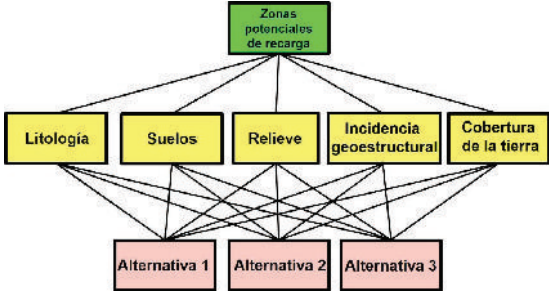 Zonas
potenciales
de recarga
Litología
Suelos
Relieve
Incidencia
geoestructural
Cobertura
de la tierra
Alternativa 1
Alternativa 2
Alternativa 3